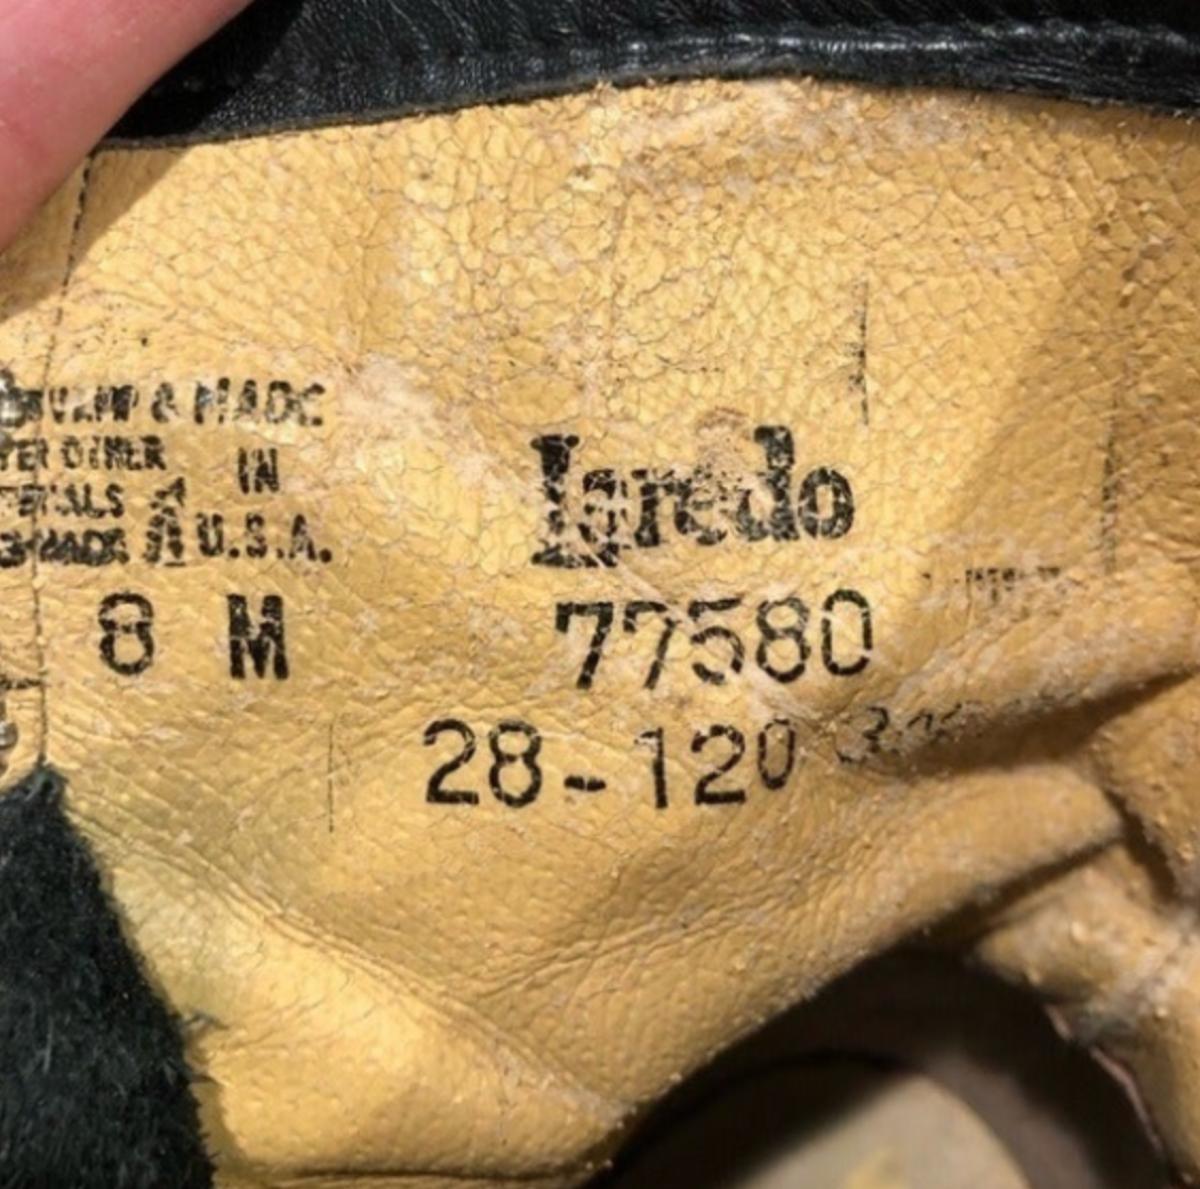 VAMP & MADE
OTHER IN
U.S.A.
8 M
Laredo
77580
28-120